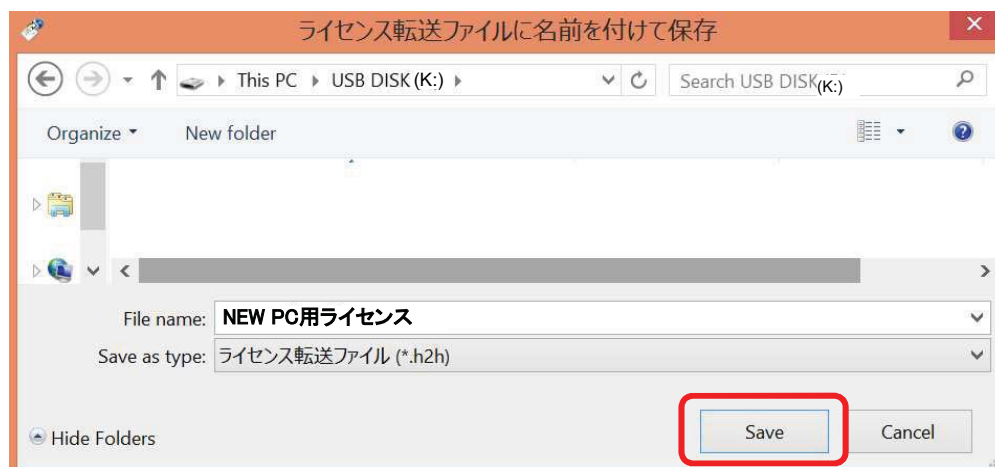 ライセンス転送ファイルに名前を付けて保存
This PC USB DISK (K:) Search USB DISK (K:)
Organize New folder
File name: NEW PC用ライセンス
Save as type: ライセンス転送ファイル (*.h2h)
Hide Folders Save Cancel